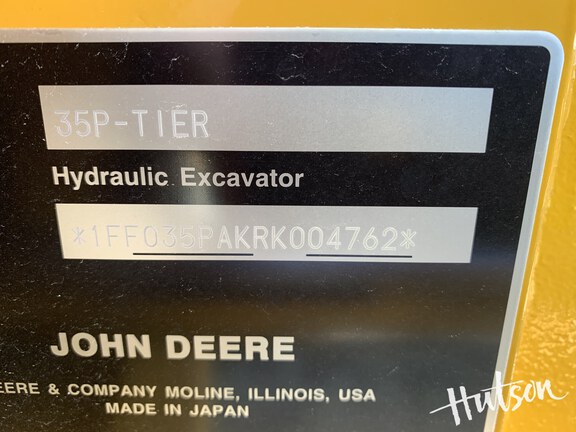 35P-TIER
Hydraulic Excavator
*1FF035PAKRK004762*
JOHN DEERE
EERE & COMPANY MOLINE, ILLINOIS, USA
MADE IN JAPAN
Hutson